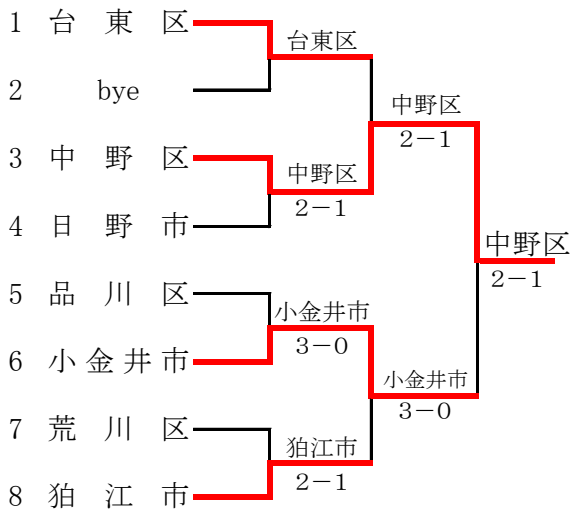 1 台東区
台東区
2 bye
中野区
2−1
3 中野区
中野区
2−1
4 日野市
中野区
2−1
5 品川区
小金井市
3−0
6 小金井市
小金井市
3−0
7 荒川区
狛江市
2−1
8 狛江市